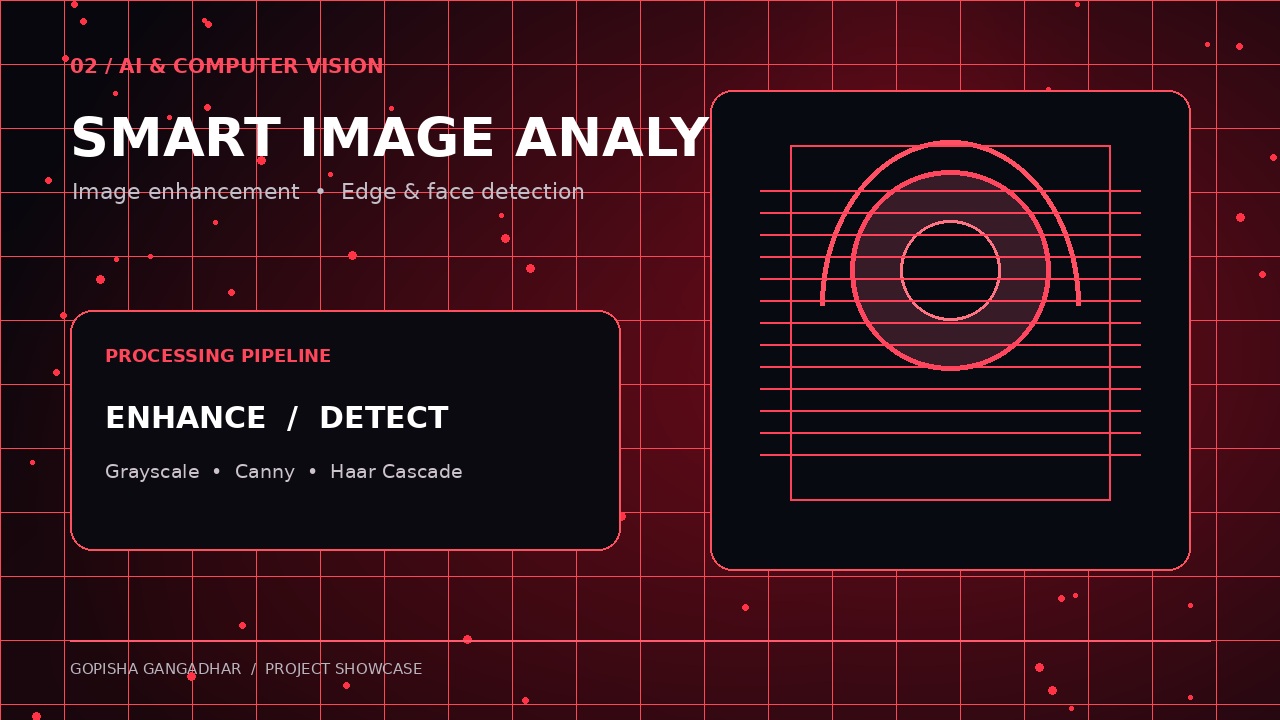 02 / AI & COMPUTER VISION
SMART IMAGE ANALY
Image enhancement • Edge & face detection
PROCESSING PIPELINE
ENHANCE / DETECT
Grayscale • Canny • Haar Cascade
GOPISHA GANGADHAR / PROJECT SHOWCASE